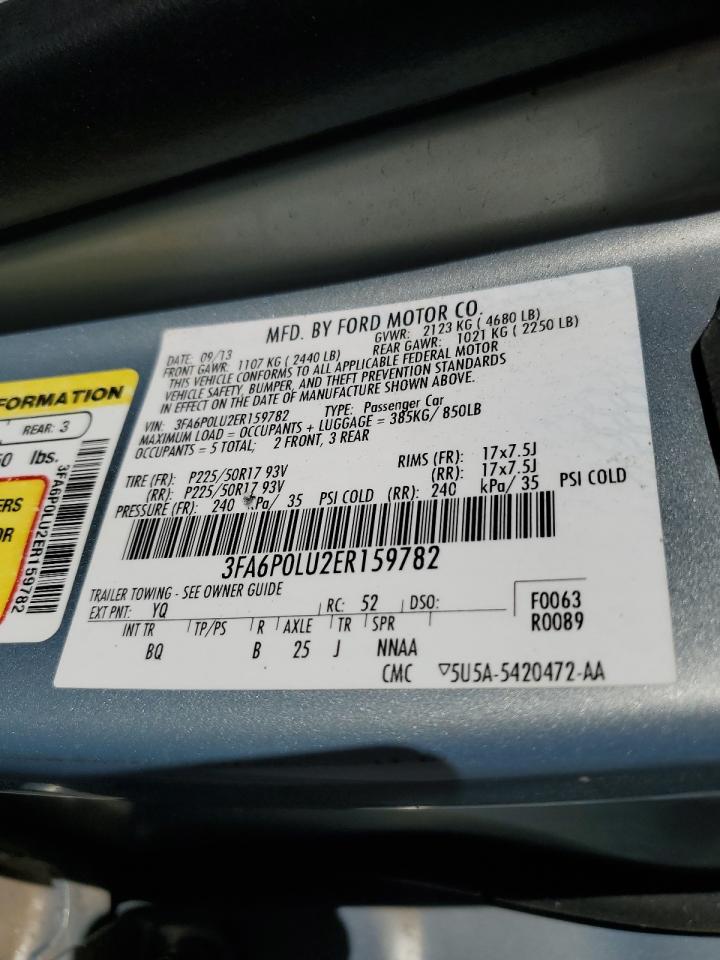 MFD. BY FORD MOTOR CO.
DATE: 09/13 GVWR: 2123 KG ( 4680 LB)
FRONT GAWR: 1107 KG ( 2440 LB) REAR GAWR: 1021 KG ( 2250 LB)
THIS VEHICLE CONFORMS TO ALL APPLICABLE FEDERAL MOTOR
VEHICLE SAFETY, BUMPER, AND THEFT PREVENTION STANDARDS
IN EFFECT ON THE DATE OF MANUFACTURE SHOWN ABOVE.
VIN: 3FA6P0LU2ER159782 TYPE: Passenger Car
MAXIMUM LOAD = OCCUPANTS + LUGGAGE = 385KG/ 850LB
OCCUPANTS = 5 TOTAL; 2 FRONT, 3 REAR
TIRE (FR): P225/50R17 93V RIMS (FR): 17x7.5J
(RR): P225/50R17 93V (RR): 17x7.5J
PRESSURE (FR): 240 kPa/ 35 PSI COLD (RR): 240 kPa/ 35 PSI COLD
3FA6P0LU2ER159782
TRAILER TOWING - SEE OWNER GUIDE
EXT PNT: YQ RC: 52 DSO: F0063
R0089
INT TR TP/PS R AXLE TR SPR
BQ B 25 J NNAA
CMC ▽5U5A-5420472-AA
FORMATION
REAR: 3
50 lbs.
ERS
OR
3FA6P0LU2ER159782